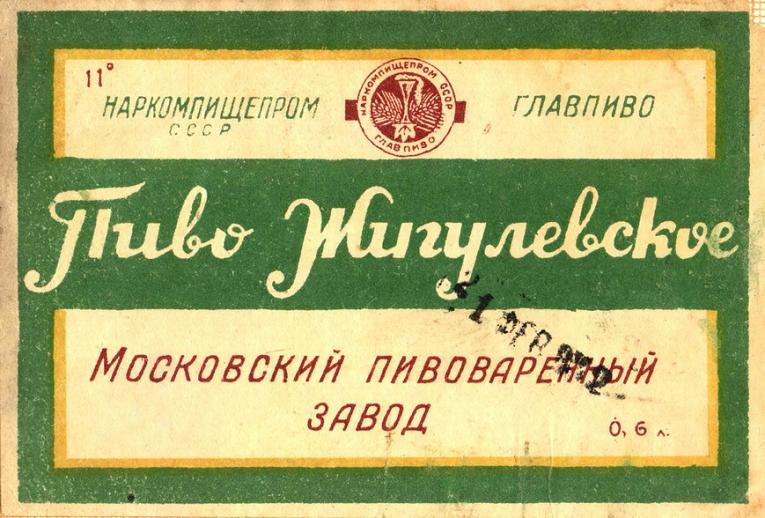 11°
НАРКОМПИЩЕПРОМ
СССР
НАРКОМПИЩЕПРОМ СССР
ГЛАВПИВО
ГЛАВПИВО
Пиво Жигулевское
МОСКОВСКИЙ ПИВОВАРЕННЫЙ
ЗАВОД
0,6 л.